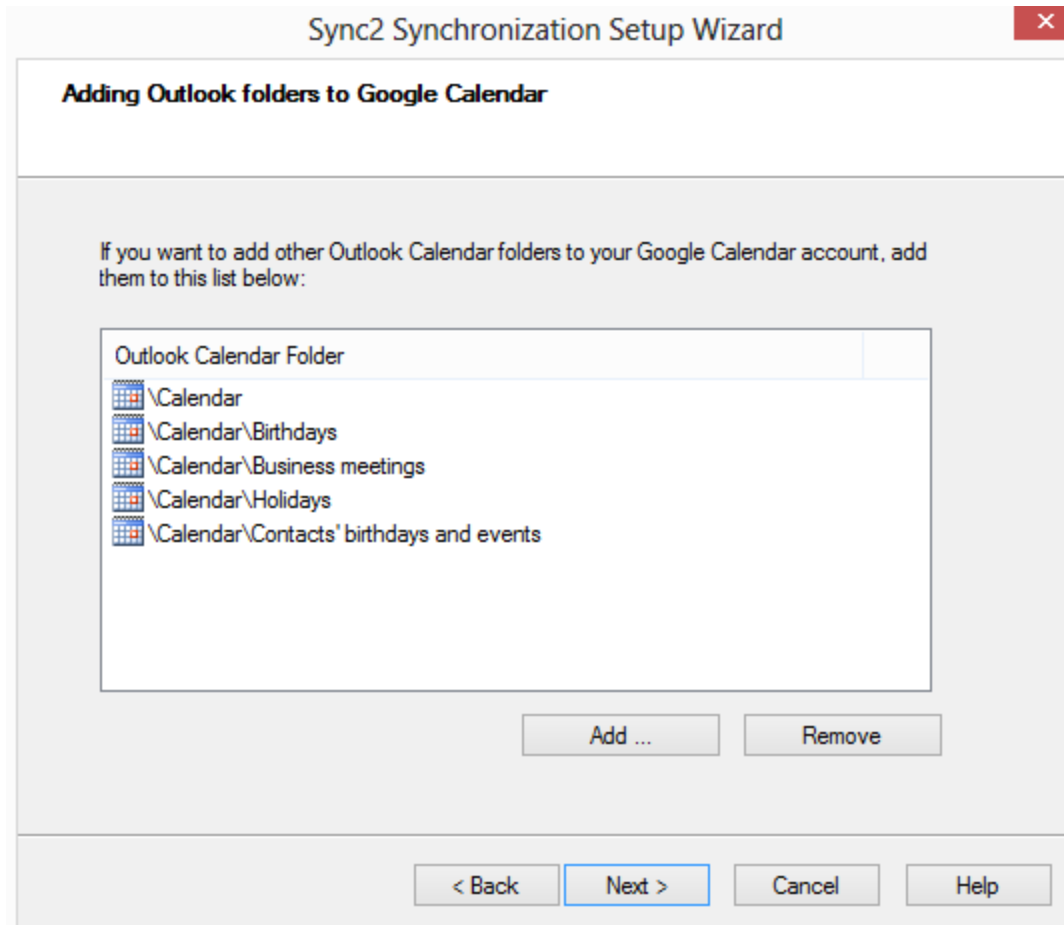 Sync2 Synchronization Setup Wizard
Adding Outlook folders to Google Calendar
If you want to add other Outlook Calendar folders to your Google Calendar account, add
them to this list below:
Outlook Calendar Folder
\Calendar
\Calendar\Birthdays
\Calendar\Business meetings
\Calendar\Holidays
\Calendar\Contacts' birthdays and events
Add ... Remove
< Back Next > Cancel Help